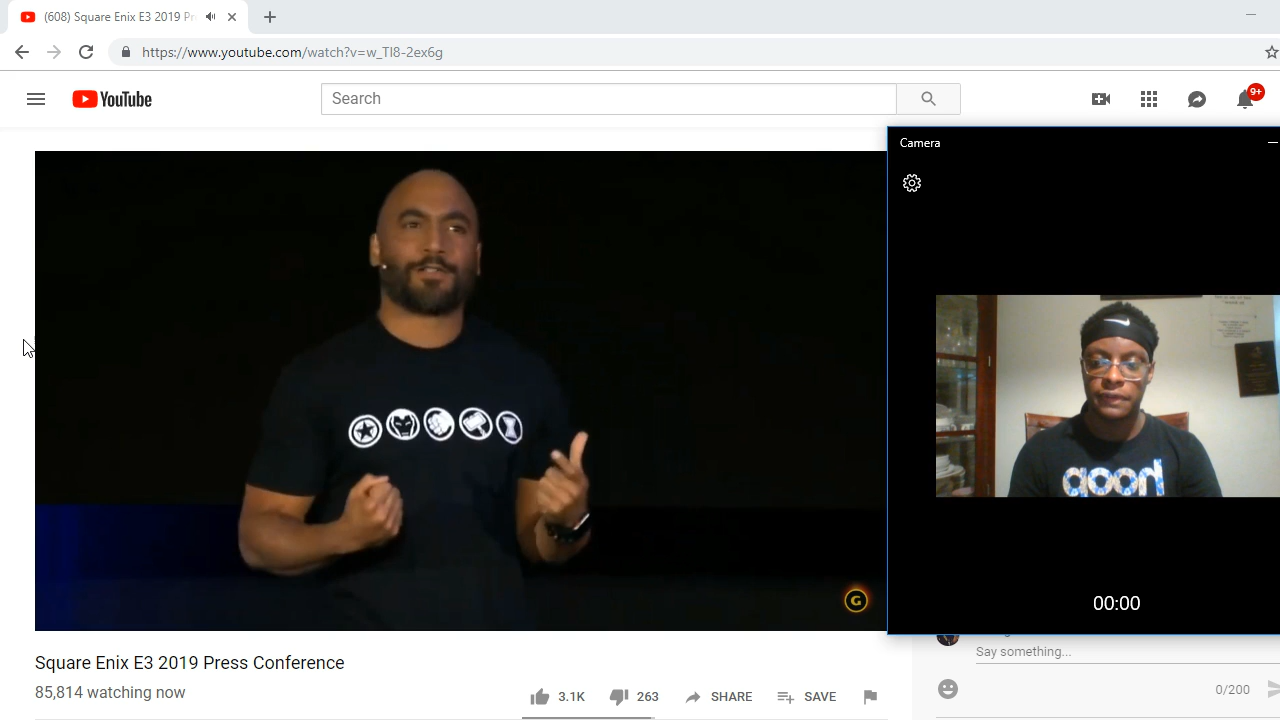 (608) Square Enix E3 2019 Pr
https://www.youtube.com/watch?v=w_Tl8-2ex6g
YouTube
Search
9+
Camera
G
good
00:00
Square Enix E3 2019 Press Conference
85,814 watching now
3.1K
263
SHARE
SAVE
Say something...
0/200